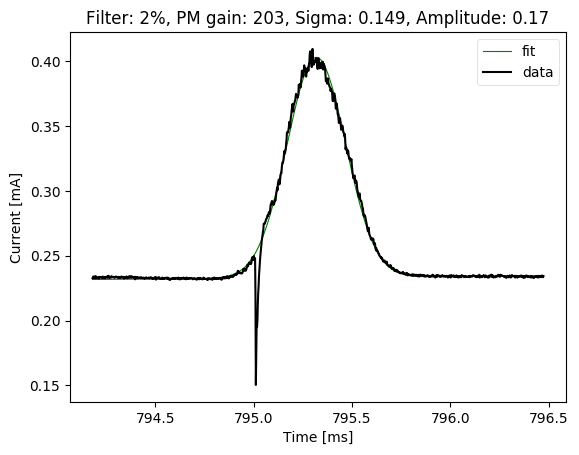 Filter: 2%, PM gain: 203, Sigma: 0.149, Amplitude: 0.17
fit
data
0.40
0.35
0.30
0.25
0.20
0.15
Current [mA]
794.5 795.0 795.5 796.0 796.5
Time [ms]